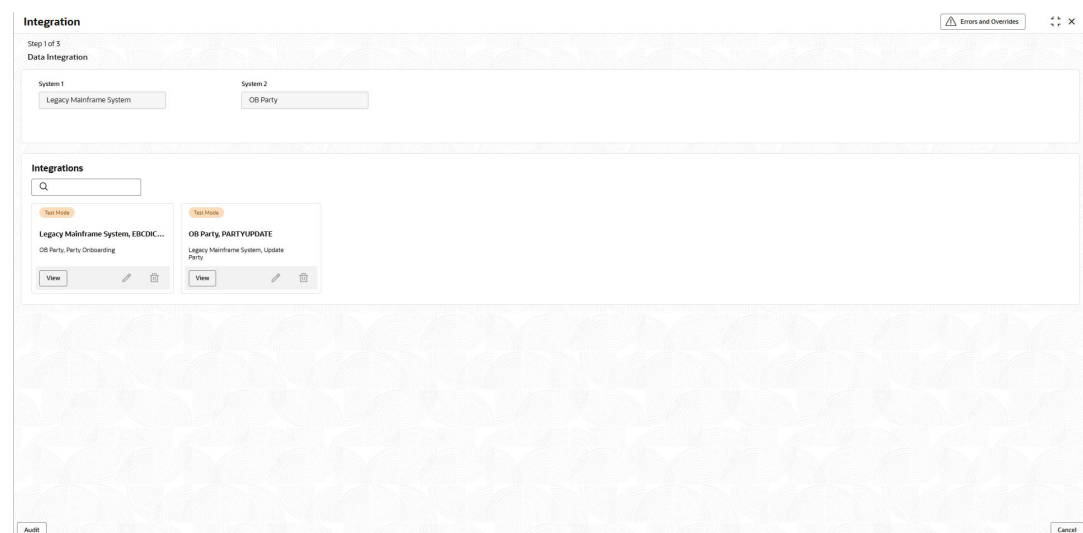 Integration
Errors and Overrides
Step 1 of 3
Data Integration
System 1
System 2
Legacy Mainframe System
OB Party
Integrations
Test Mode
Legacy Mainframe System, EBCDIC...
OB Party, Party Onboarding
View
Test Mode
OB Party, PARTYUPDATE
Legacy Mainframe System, Update
Party
View
Audit
Cancel